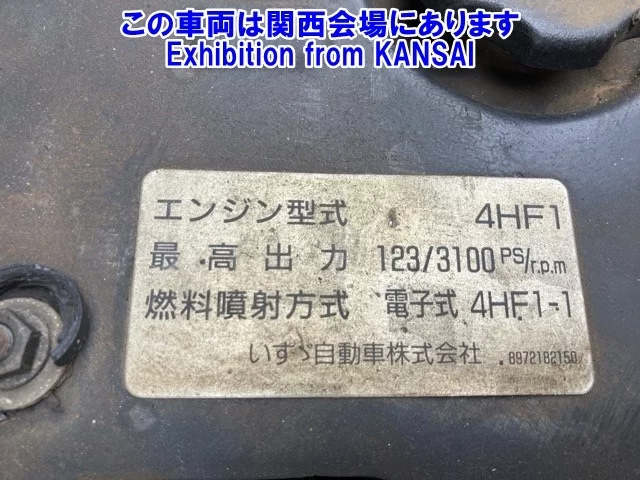 この車両は関西会場にあります
Exhibition from KANSAI
エンジン型式 4HF1
最高出力 123/3100 PS/r.p.m
燃料噴射方式 電子式 4HF1-1
いすゞ自動車株式会社 8972182150